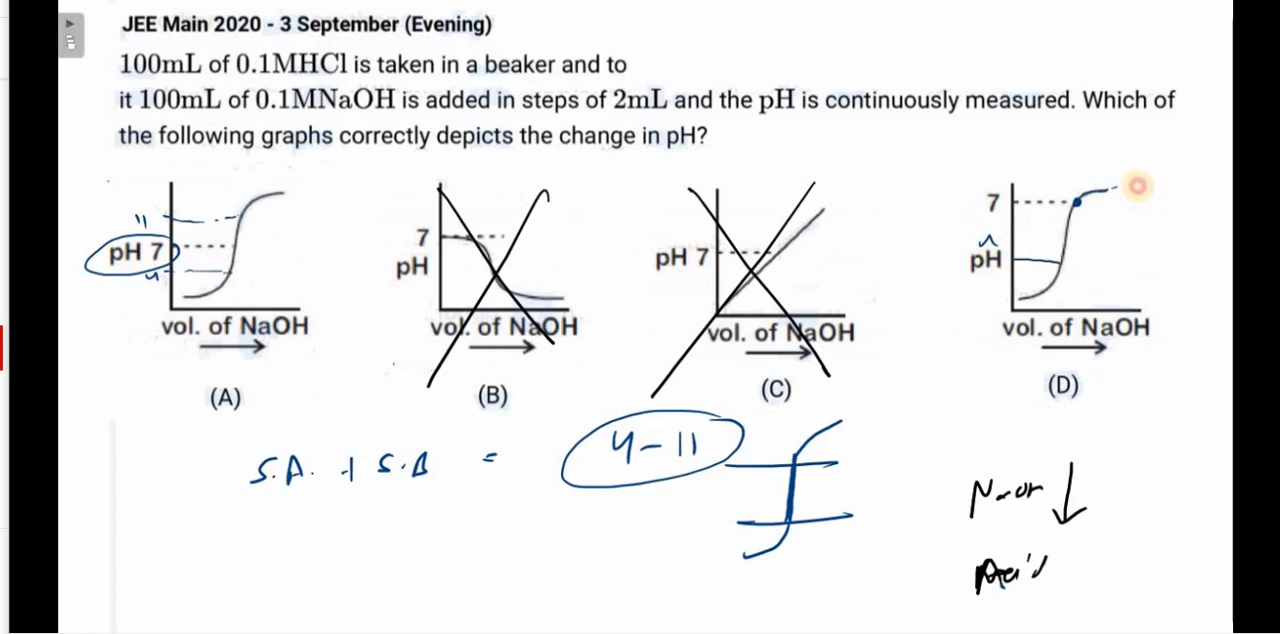 JEE Main 2020 - 3 September (Evening)
100mL of 0.1MHCl is taken in a beaker and to
it 100mL of 0.1MNaOH is added in steps of 2mL and the pH is continuously measured. Which of
the following graphs correctly depicts the change in pH?
11
pH 7
4
vol. of NaOH
(A)
7
pH
vol. of NaOH
(B)
pH 7
vol. of NaOH
(C)
7
pH
vol. of NaOH
(D)
S.A. + S.B = 4-11